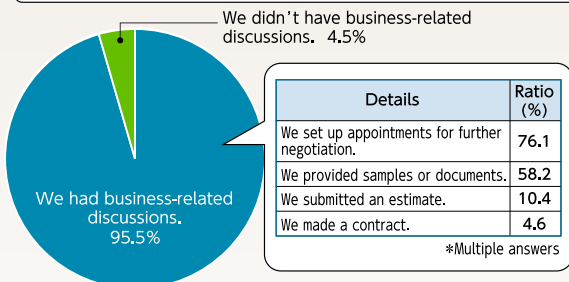 We didn't have business-related
discussions. 4.5%
We had business-related
discussions.
95.5%
Details Ratio (%)
We set up appointments for further negotiation. 76.1
We provided samples or documents. 58.2
We submitted an estimate. 10.4
We made a contract. 4.6
*Multiple answers